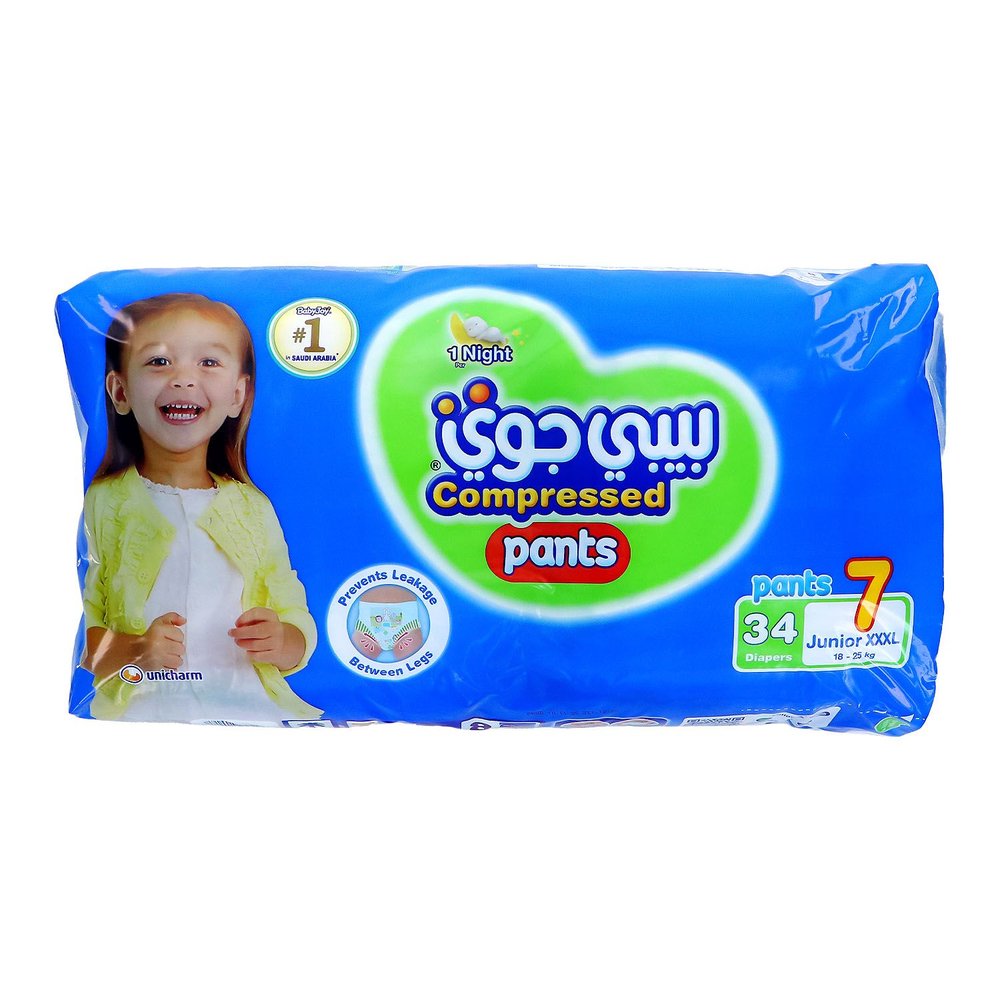 BabyJoy
#1
in SAUDI ARABIA*
1 Night
Per
بيبي جوي®
Compressed
pants
Prevents Leakage
Between Legs
unicharm
pants 7
34
Diapers
Junior XXXL
18 - 25 kg